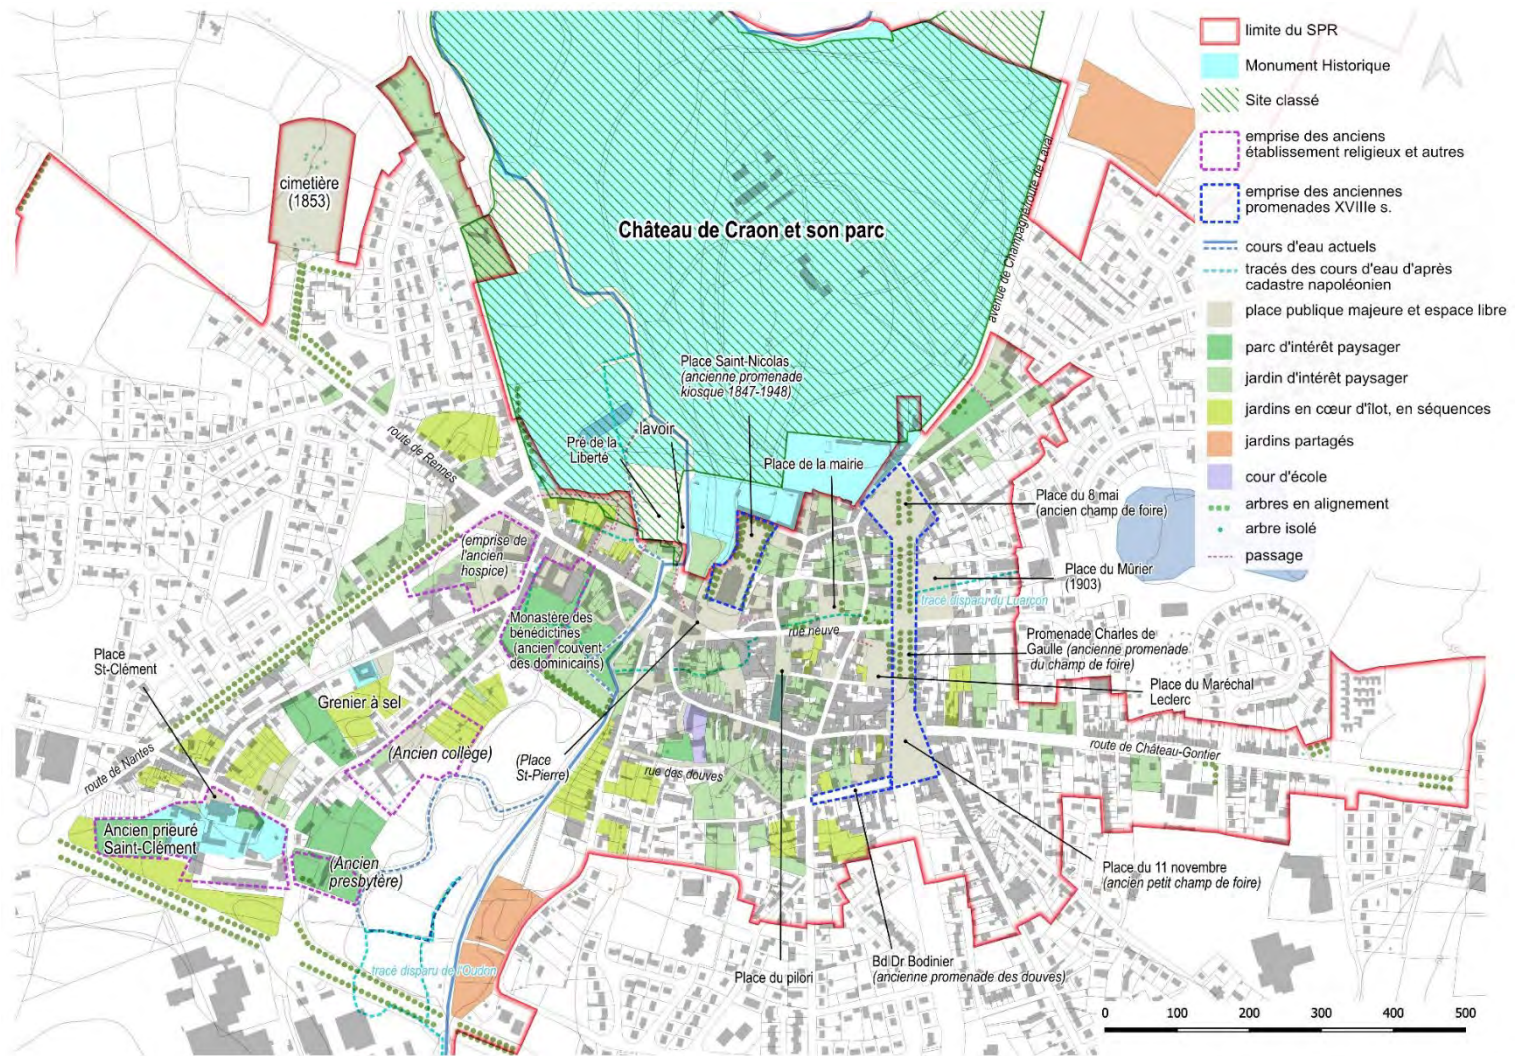 limite du SPR
Monument Historique
Site classé
emprise des anciens
établissement religieux et autres
emprise des anciennes
promenades XVIIIe s.
cours d'eau actuels
tracés des cours d'eau d'après
cadastre napoléonien
place publique majeure et espace libre
parc d'intérêt paysager
jardin d'intérêt paysager
jardins en cœur d'îlot, en séquences
jardins partagés
cour d'école
arbres en alignement
arbre isolé
passage
cimetière
(1853)
Château de Craon et son parc
avenue de Champagne/route de Laval
Place Saint-Nicolas
(ancienne promenade
kiosque 1847-1948)
lavoir
Pré de la
Liberté
route de Rennes
Place de la mairie
Place du 8 mai
(ancien champ de foire)
(emprise de
l'ancien
hospice)
Place du Mûrier
(1903)
tracé disparu du Luarçon
Monastère des
bénédictines
(ancien couvent
des dominicains)
rue neuve
Promenade Charles de
Gaulle (ancienne promenade
du champ de foire)
Place
St-Clément
Place du Maréchal
Leclerc
Grenier à sel
(Ancien collège)
(Place
St-Pierre)
route de Château-Gontier
route de Nantes
rue des douves
Ancien prieuré
Saint-Clément
(Ancien
presbytère)
Place du 11 novembre
(ancien petit champ de foire)
tracé disparu de l'Oudon
Place du pilori
Bd Dr Bodinier
(ancienne promenade des douves)
0 100 200 300 400 500